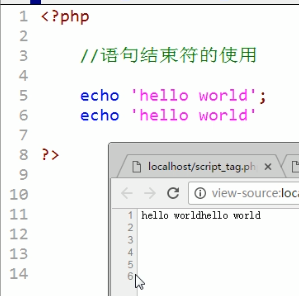 1 <?php
2
3 //语句结束符的使用
4
5 echo 'hello world';
6 echo 'hello world'
7
8 ?>
9
10
11
12
13
14
localhost/script_tag.ph
view-source:loca
1 hello worldhello world
2
3
4
5
6